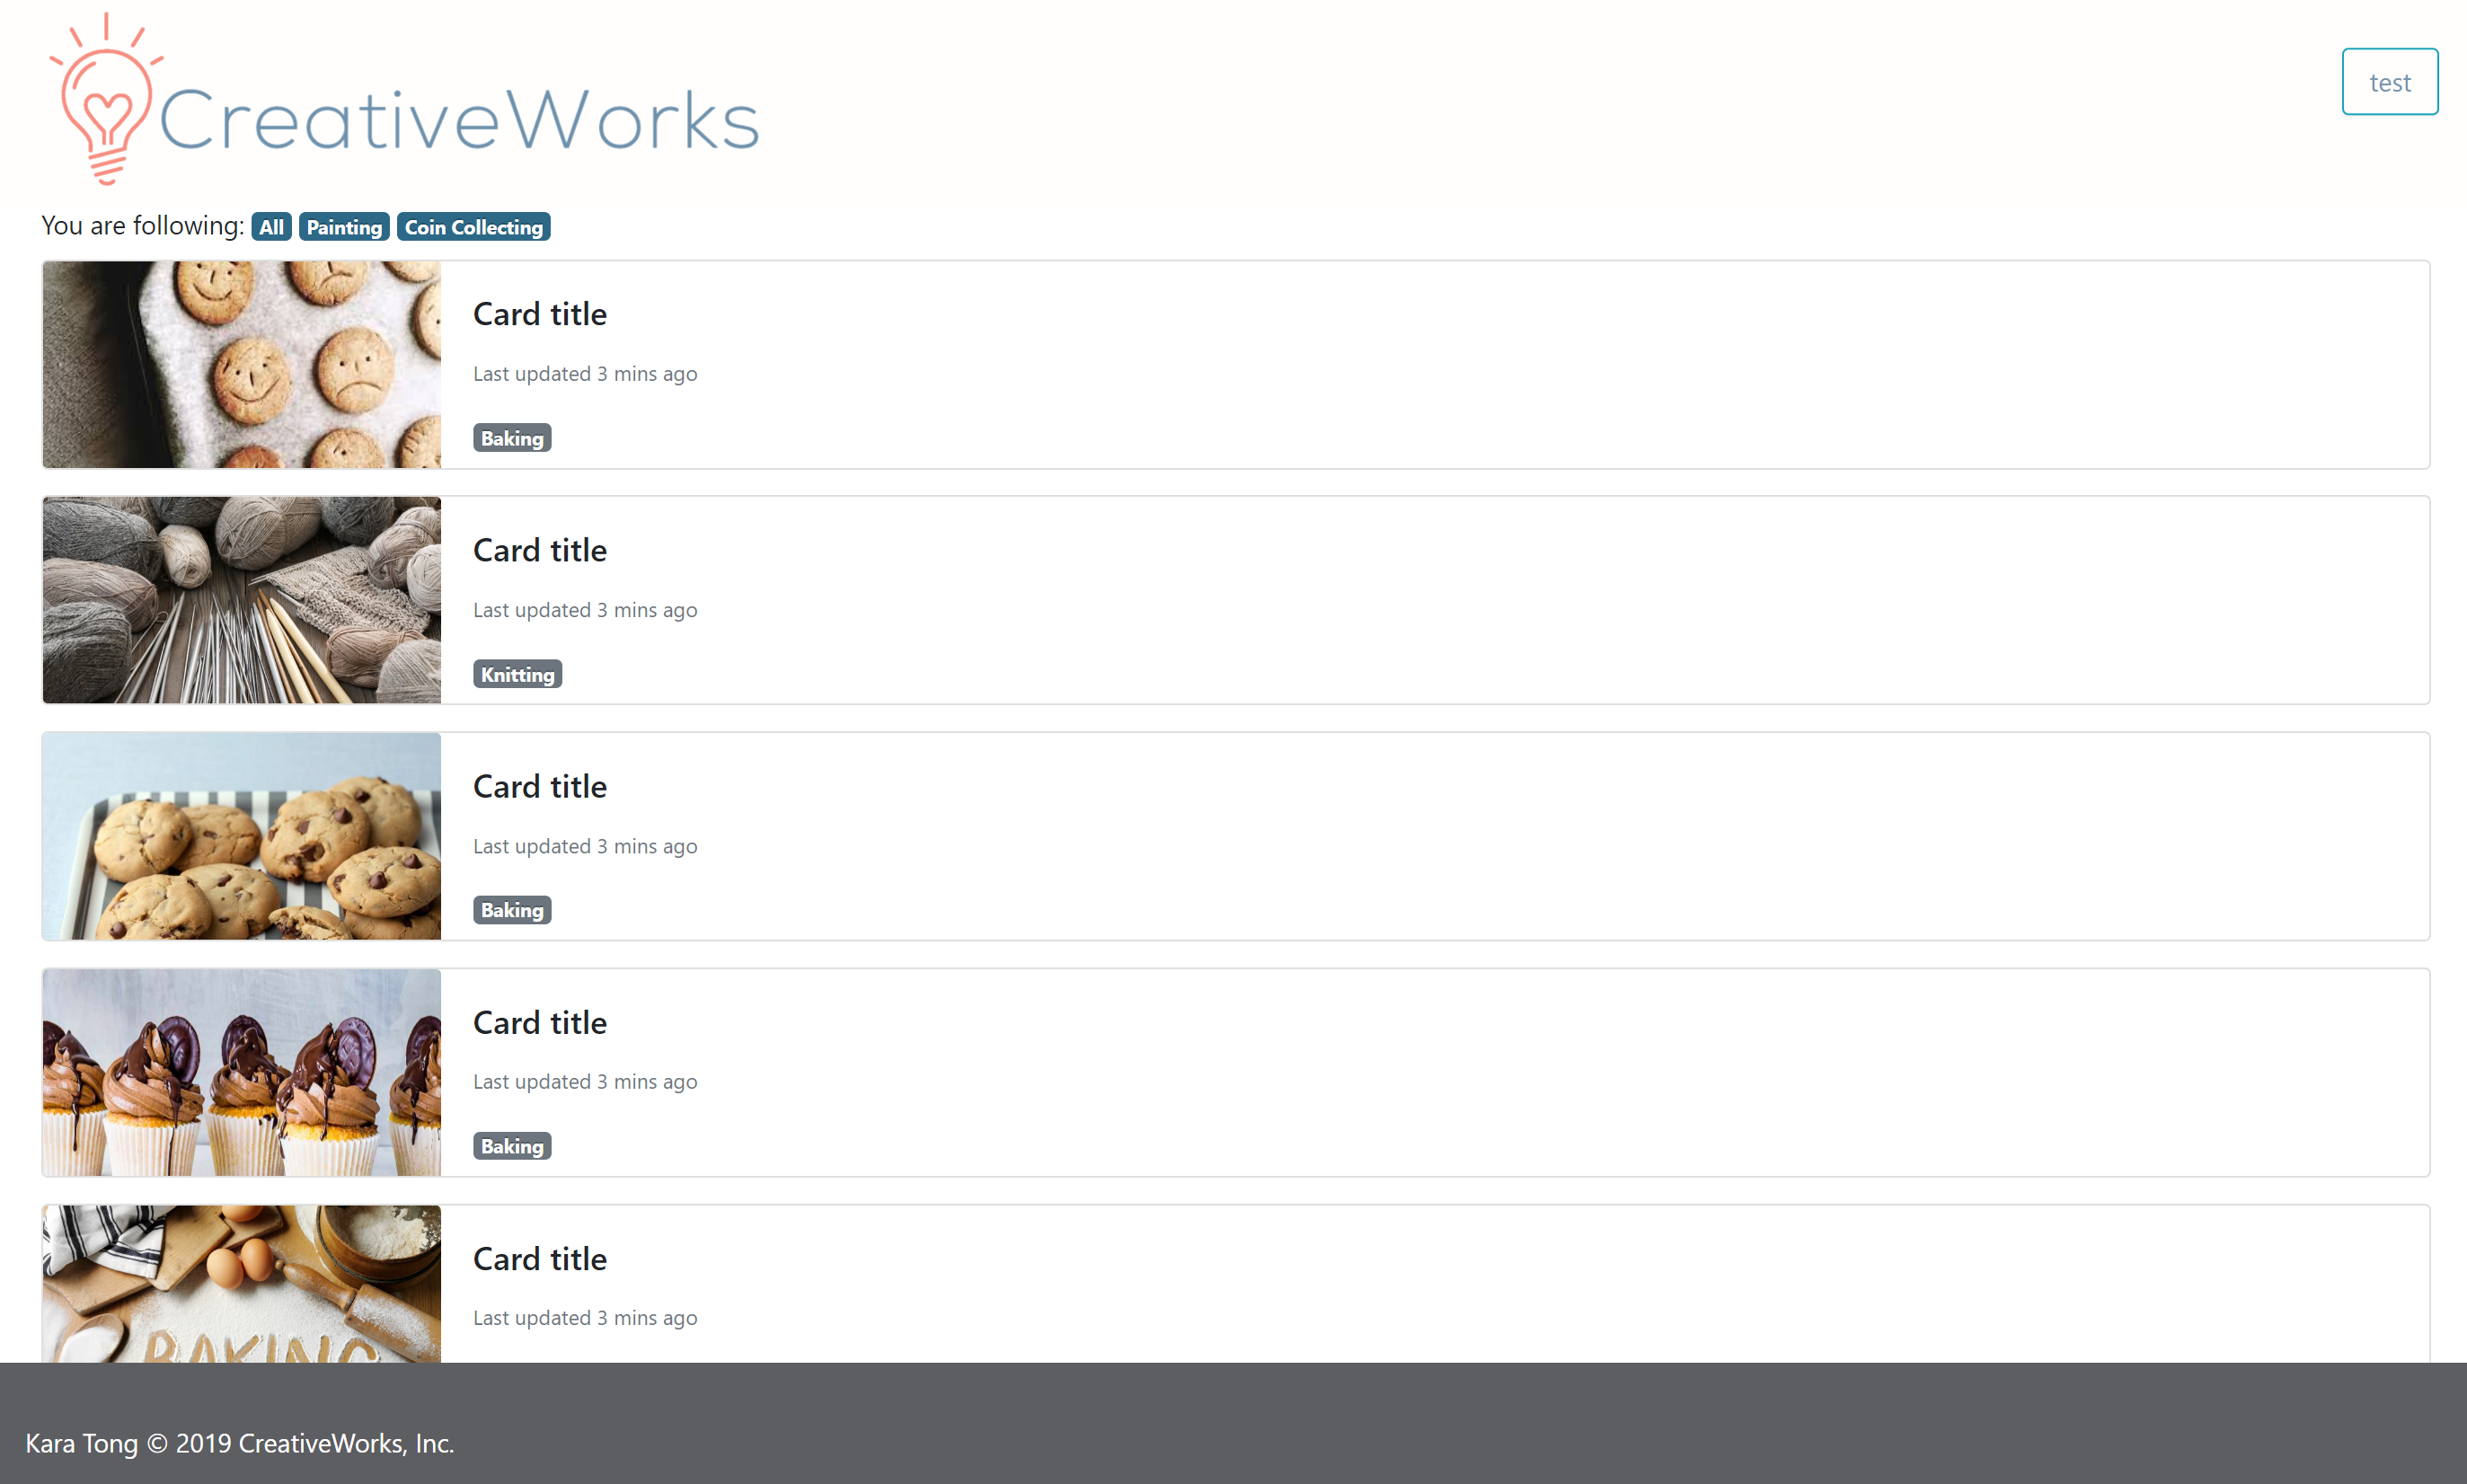 CreativeWorks
test
You are following: All Painting Coin Collecting
Card title
Last updated 3 mins ago
Baking
Card title
Last updated 3 mins ago
Knitting
Card title
Last updated 3 mins ago
Baking
Card title
Last updated 3 mins ago
Baking
Card title
Last updated 3 mins ago
BAKING
Kara Tong © 2019 CreativeWorks, Inc.